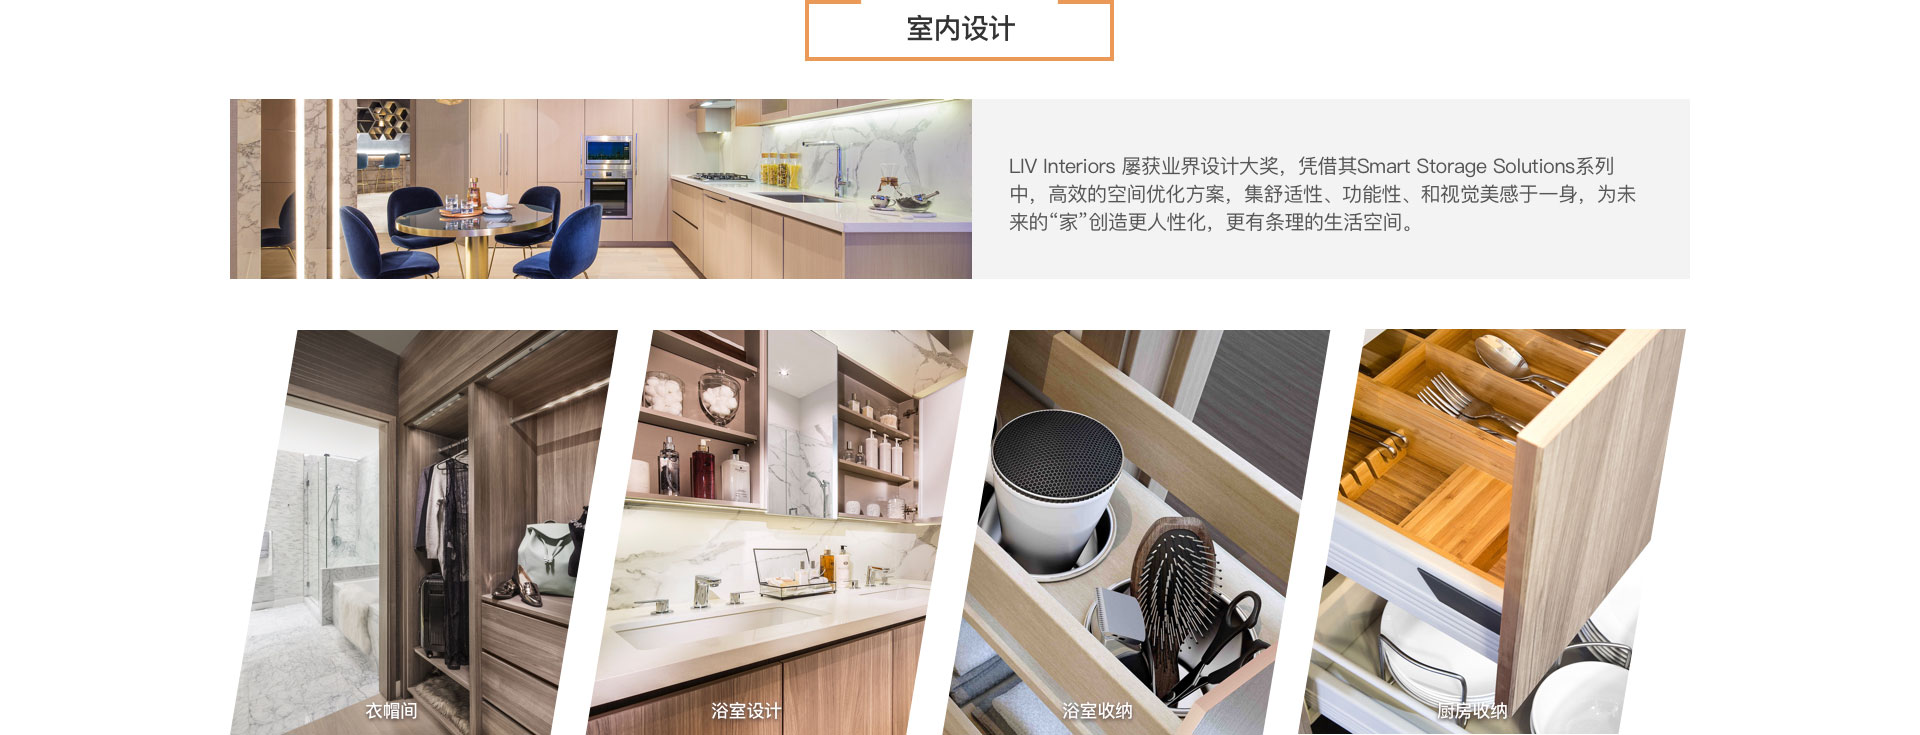 室内设计
LIV Interiors 屡获业界设计大奖，凭借其Smart Storage Solutions系列
中，高效的空间优化方案，集舒适性、功能性、和视觉美感于一身，为未
来的“家”创造更人性化，更有条理的生活空间。
衣帽间
浴室设计
浴室收纳
厨房收纳